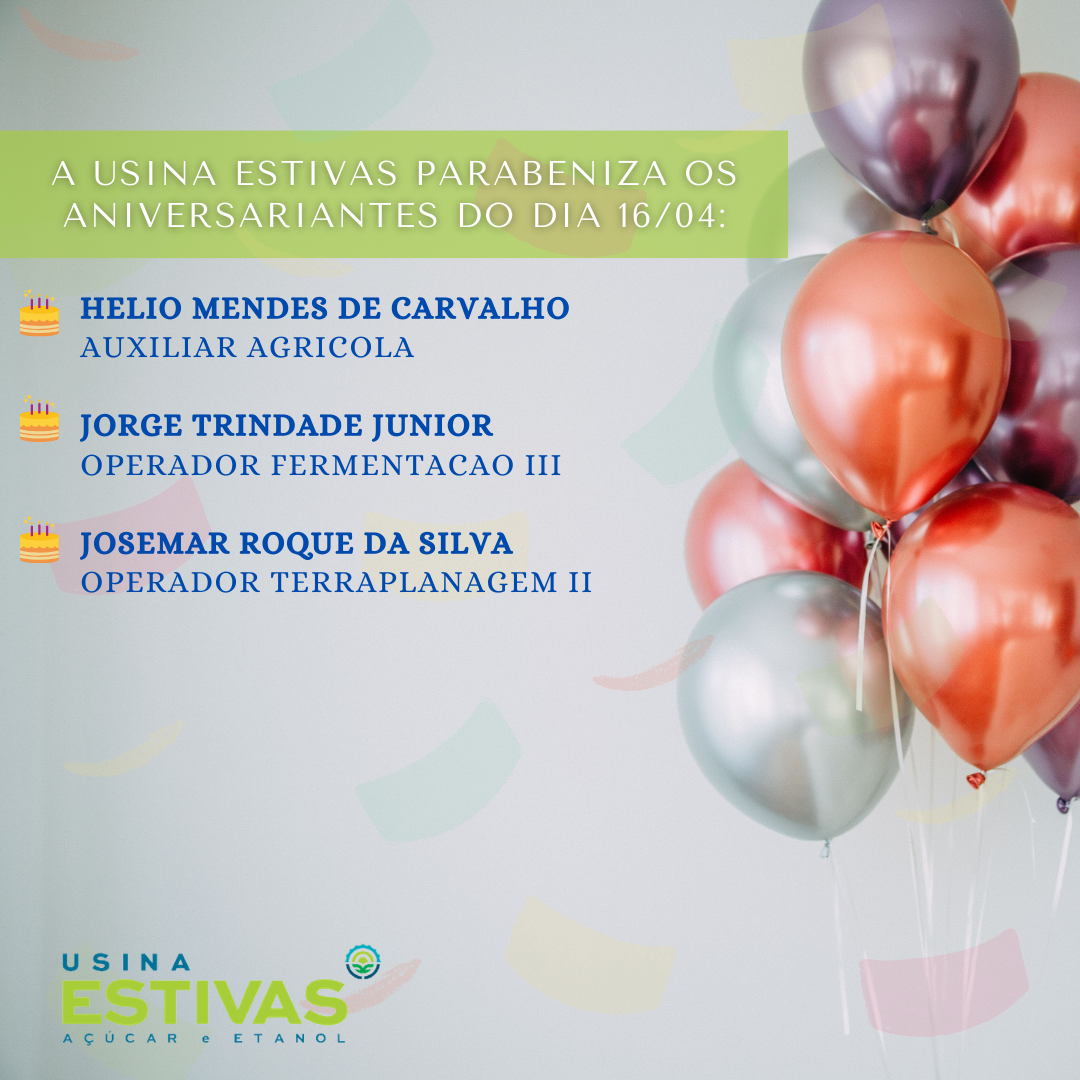 A USINA ESTIVAS PARABENIZA OS
ANIVERSARIANTES DO DIA 16/04:
HELIO MENDES DE CARVALHO
AUXILIAR AGRICOLA
JORGE TRINDADE JUNIOR
OPERADOR FERMENTACAO III
JOSEMAR ROQUE DA SILVA
OPERADOR TERRAPLANAGEM II
USINA
ESTIVAS
AÇÚCAR e ETANOL